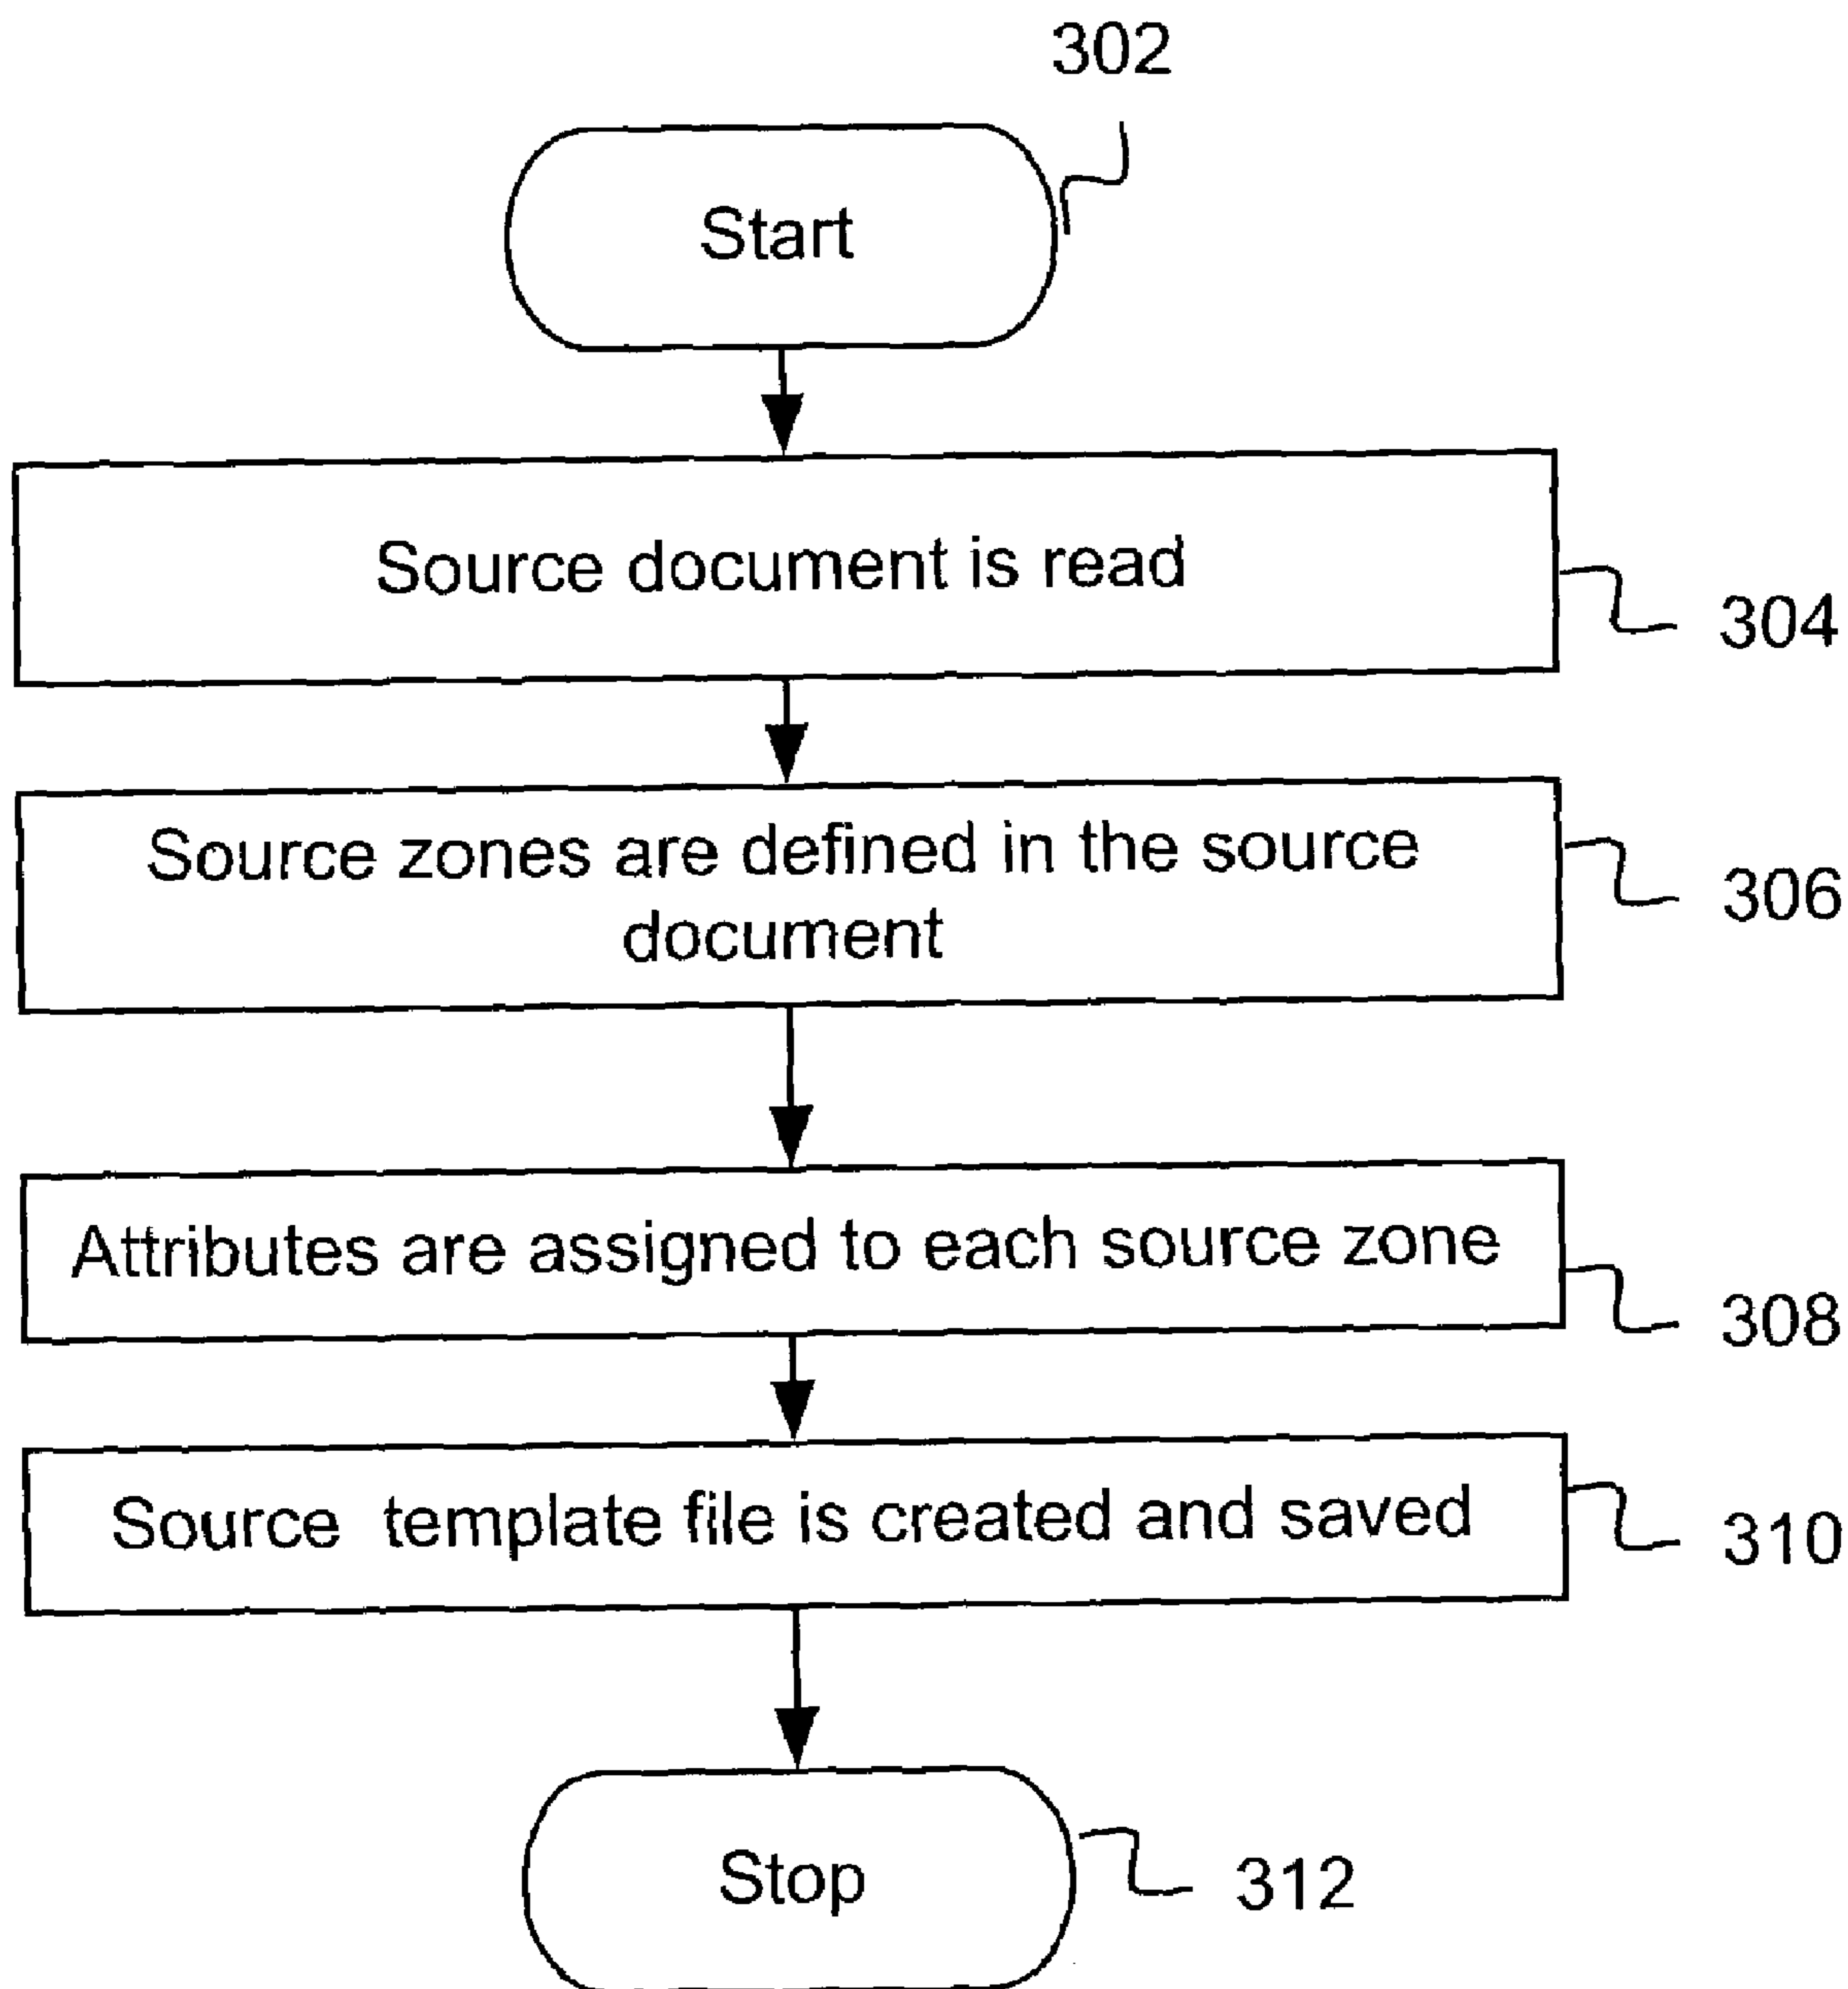 302
Start
Source document is read
304
Source zones are defined in the source
document
306
Attributes are assigned to each source zone
308
Source template file is created and saved
310
Stop
312